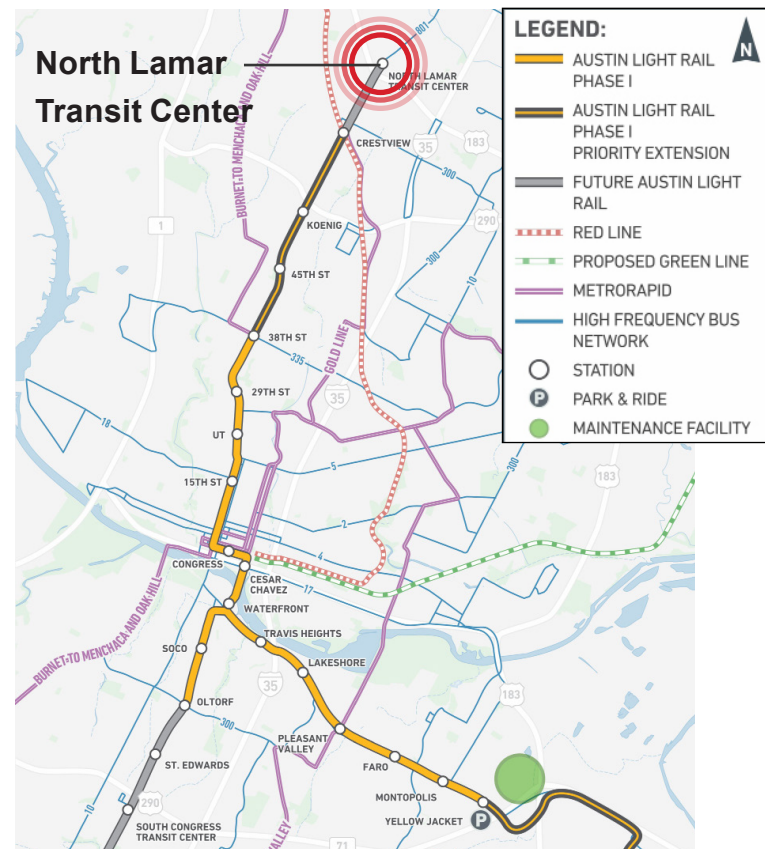 North Lamar
Transit Center
801
NORTH LAMAR
TRANSIT CENTER
LEGEND:
N
AUSTIN LIGHT RAIL
PHASE I
AUSTIN LIGHT RAIL
PHASE I
PRIORITY EXTENSION
FUTURE AUSTIN LIGHT
RAIL
RED LINE
PROPOSED GREEN LINE
METRORAPID
HIGH FREQUENCY BUS
NETWORK
STATION
P
PARK & RIDE
MAINTENANCE FACILITY
CRESTVIEW
35
183
300
BURNET TO MENCHACA AND OAK HILL
1
KOENIG
290
300
10
45TH ST
38TH ST
335
GOLD LINE
29TH ST
35
18
UT
5
300
15TH ST
183
2
4
CONGRESS
CESAR
CHAVEZ
17
WATERFRONT
BURNET TO MENCHACA AND OAK HILL
SOCO
TRAVIS HEIGHTS
LAKESHORE
35
183
OLTORF
300
PLEASANT
VALLEY
ST. EDWARDS
FARO
MONTOPOLIS
P
290
10
YELLOW JACKET
P
SOUTH CONGRESS
TRANSIT CENTER
VALLEY
71